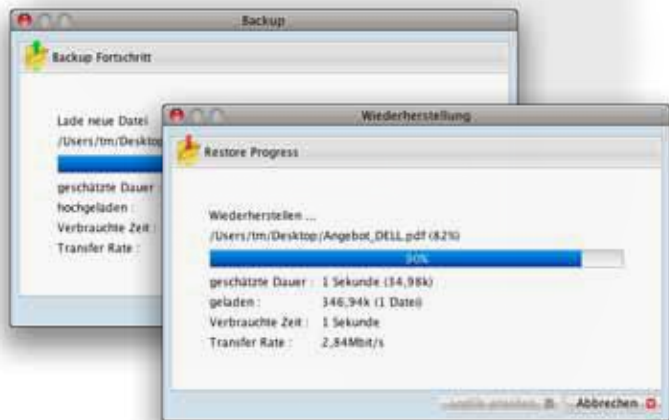 Backup
Backup Fortschritt
Lade neue Datei
/Users/tm/Desktop
geschätzte Dauer :
hochgeladen :
Verbrauchte Zeit :
Transfer Rate :
Wiederherstellung
Restore Progress
Wiederherstellen ...
/Users/tm/Desktop/Angebot_DELL.pdf (82%)
90%
geschätzte Dauer : 1 Sekunde (34,98k)
geladen : 346,94k (1 Datei)
Verbrauchte Zeit : 1 Sekunde
Transfer Rate : 2,84Mbit/s
Abbrechen